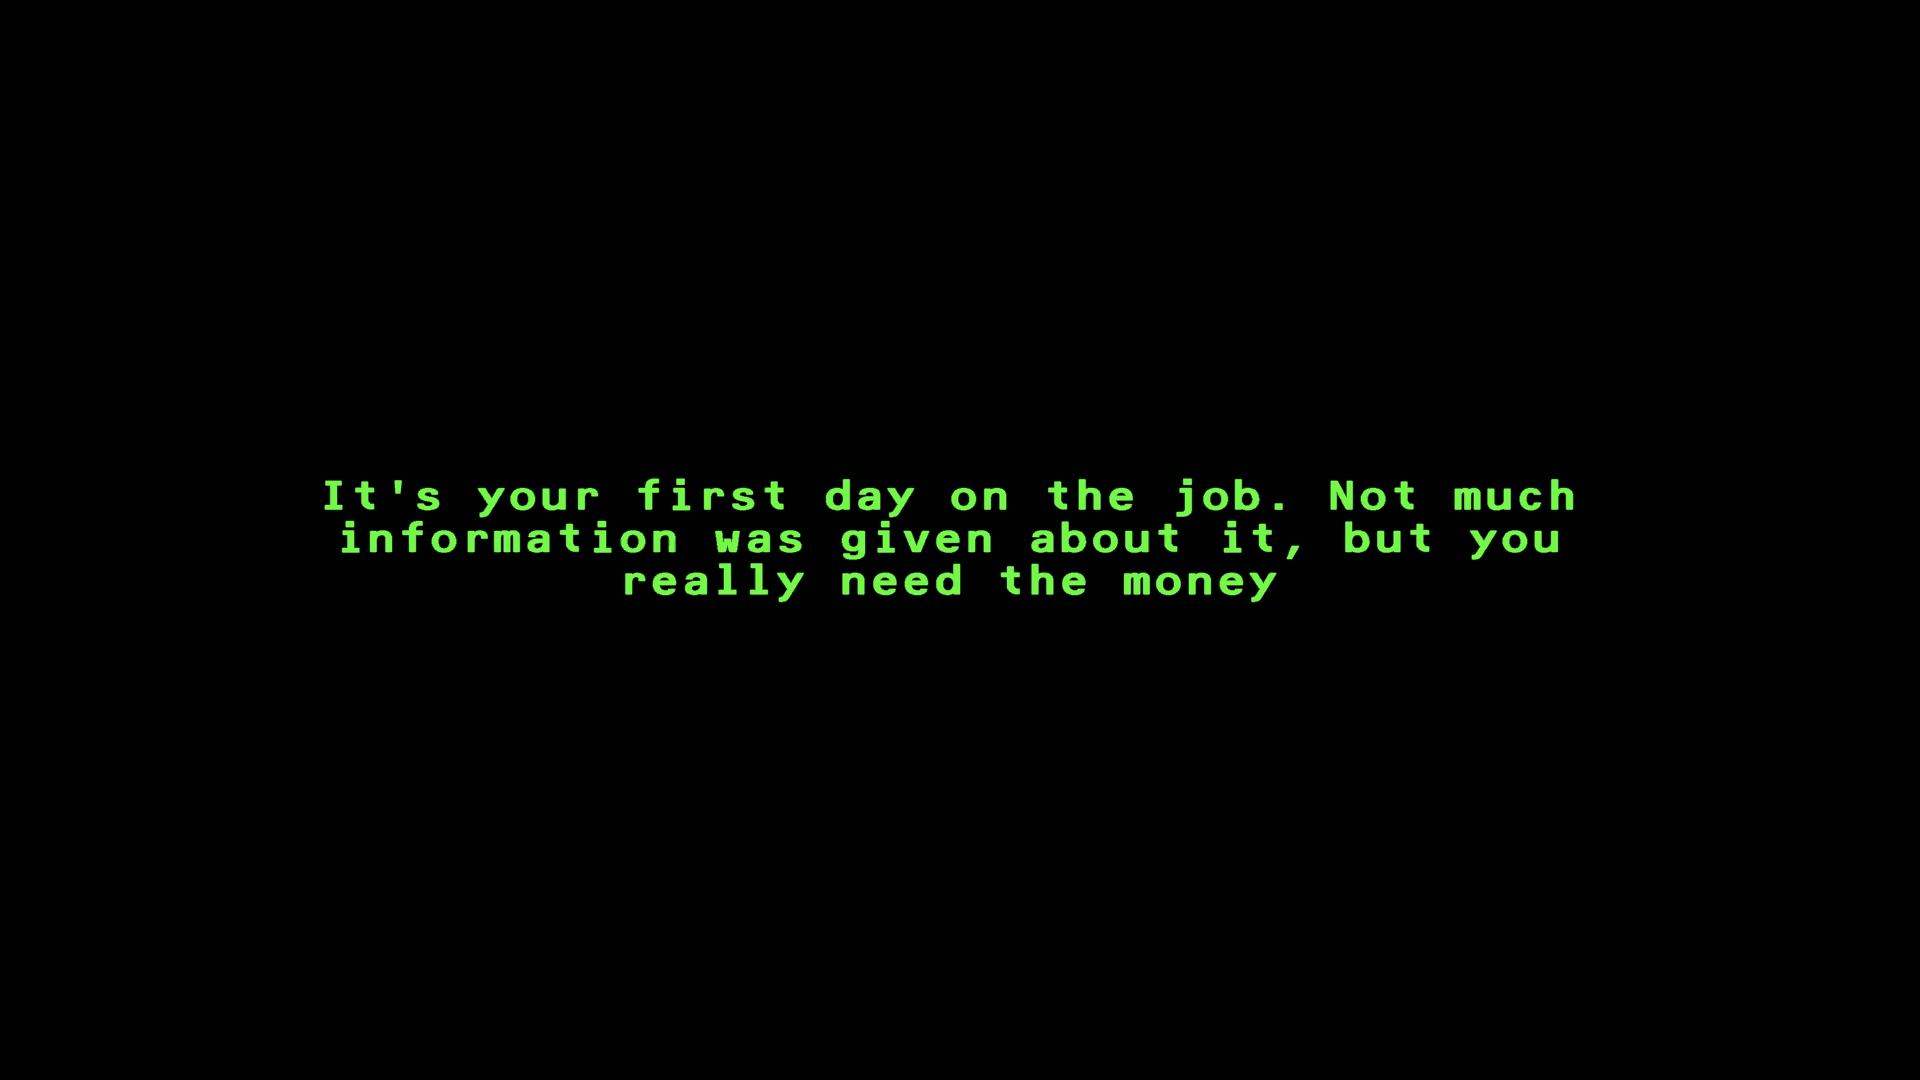 It's your first day on the job. Not much
information was given about it, but you
really need the money